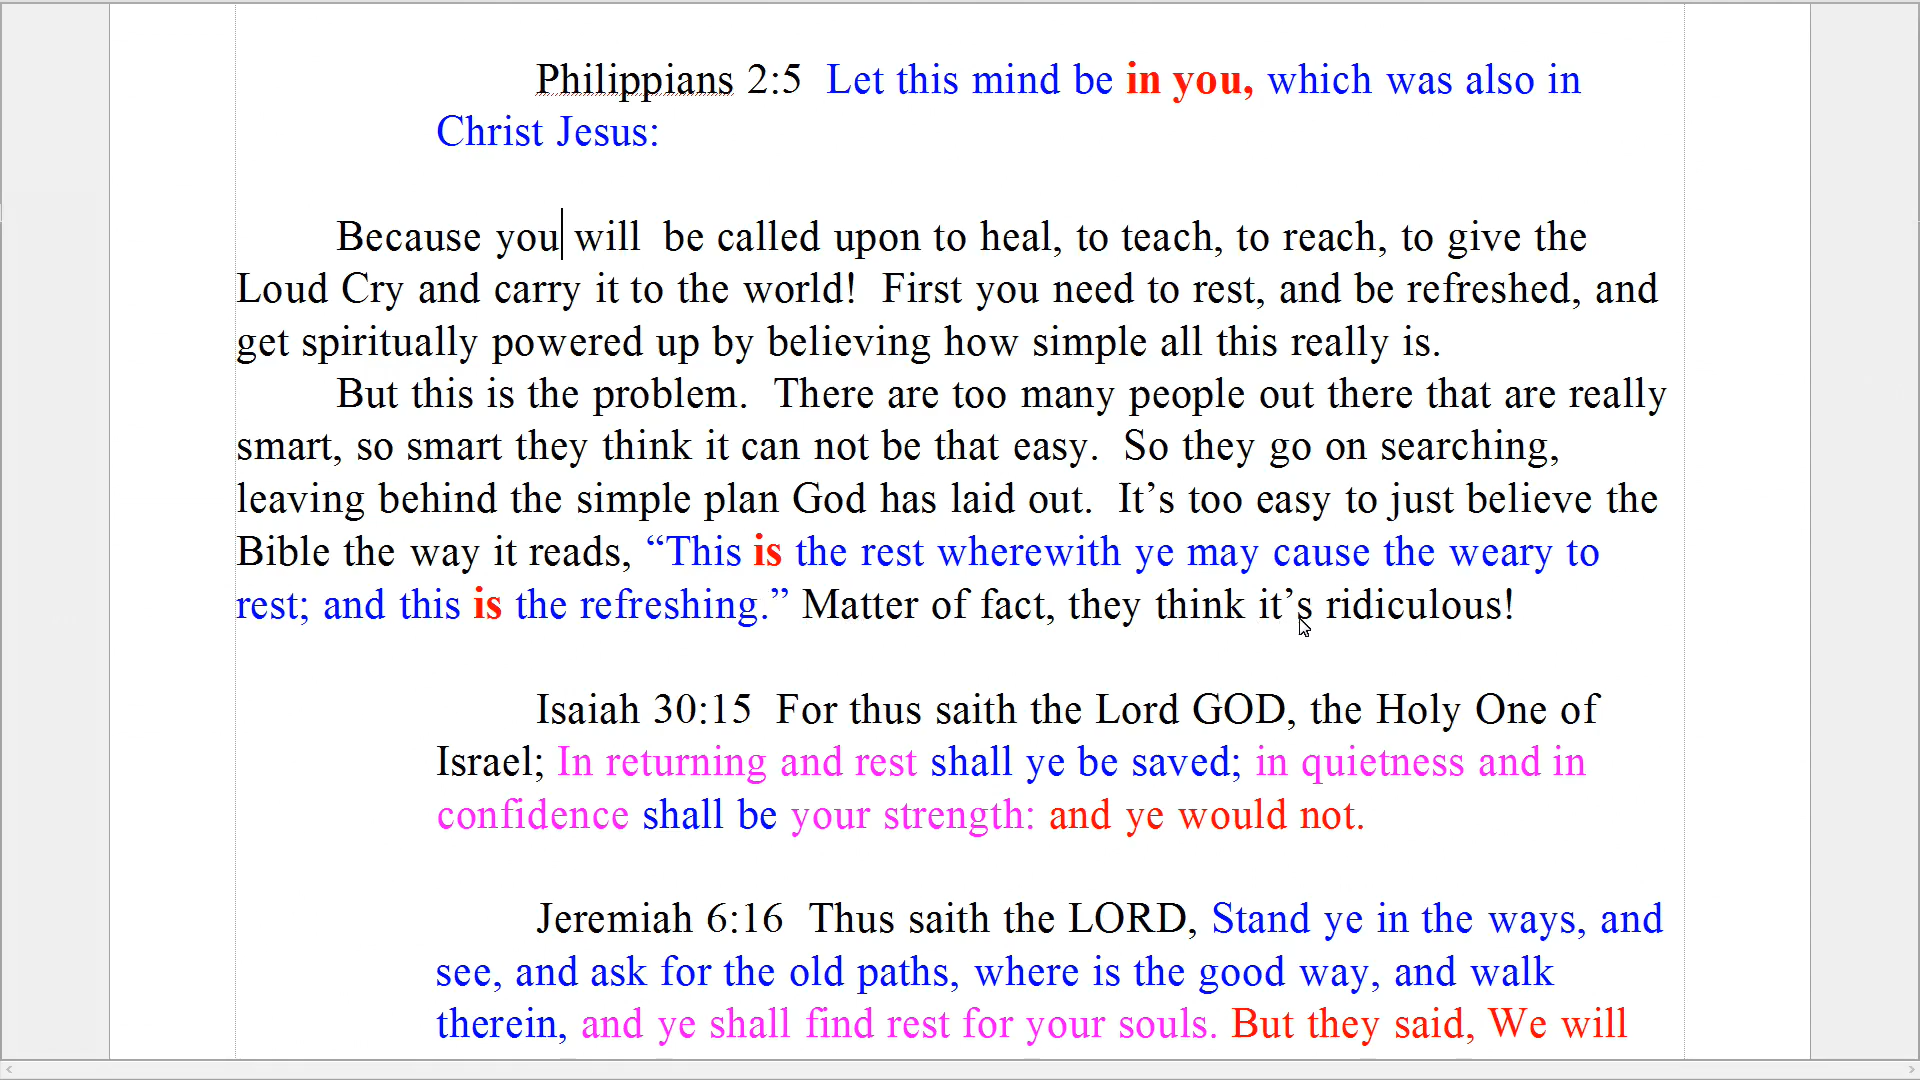 Philippians 2:5  Let this mind be in you, which was also in
Christ Jesus:
Because you will  be called upon to heal, to teach, to reach, to give the
Loud Cry and carry it to the world!  First you need to rest, and be refreshed, and
get spiritually powered up by believing how simple all this really is.
But this is the problem.  There are too many people out there that are really
smart, so smart they think it can not be that easy.  So they go on searching,
leaving behind the simple plan God has laid out.  It’s too easy to just believe the
Bible the way it reads, “This is the rest wherewith ye may cause the weary to
rest; and this is the refreshing.” Matter of fact, they think it’s ridiculous!
Isaiah 30:15  For thus saith the Lord GOD, the Holy One of
Israel; In returning and rest shall ye be saved; in quietness and in
confidence shall be your strength: and ye would not.
Jeremiah 6:16  Thus saith the LORD, Stand ye in the ways, and
see, and ask for the old paths, where is the good way, and walk
therein, and ye shall find rest for your souls. But they said, We will